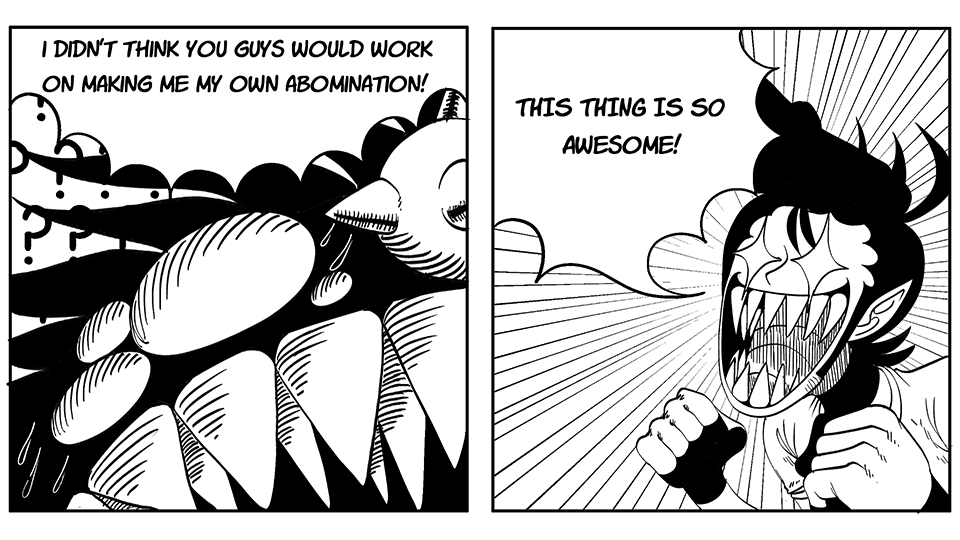 I DIDN'T THINK YOU GUYS WOULD WORK
ON MAKING ME MY OWN ABOMINATION!
THIS THING IS SO
AWESOME!